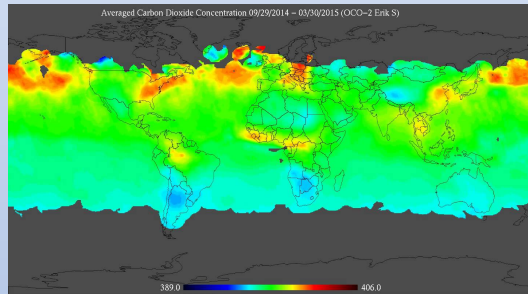 Averaged Carbon Dioxide Concentration 09/29/2014 – 03/30/2015 (OCO−2 Erik S)
389.0 406.0